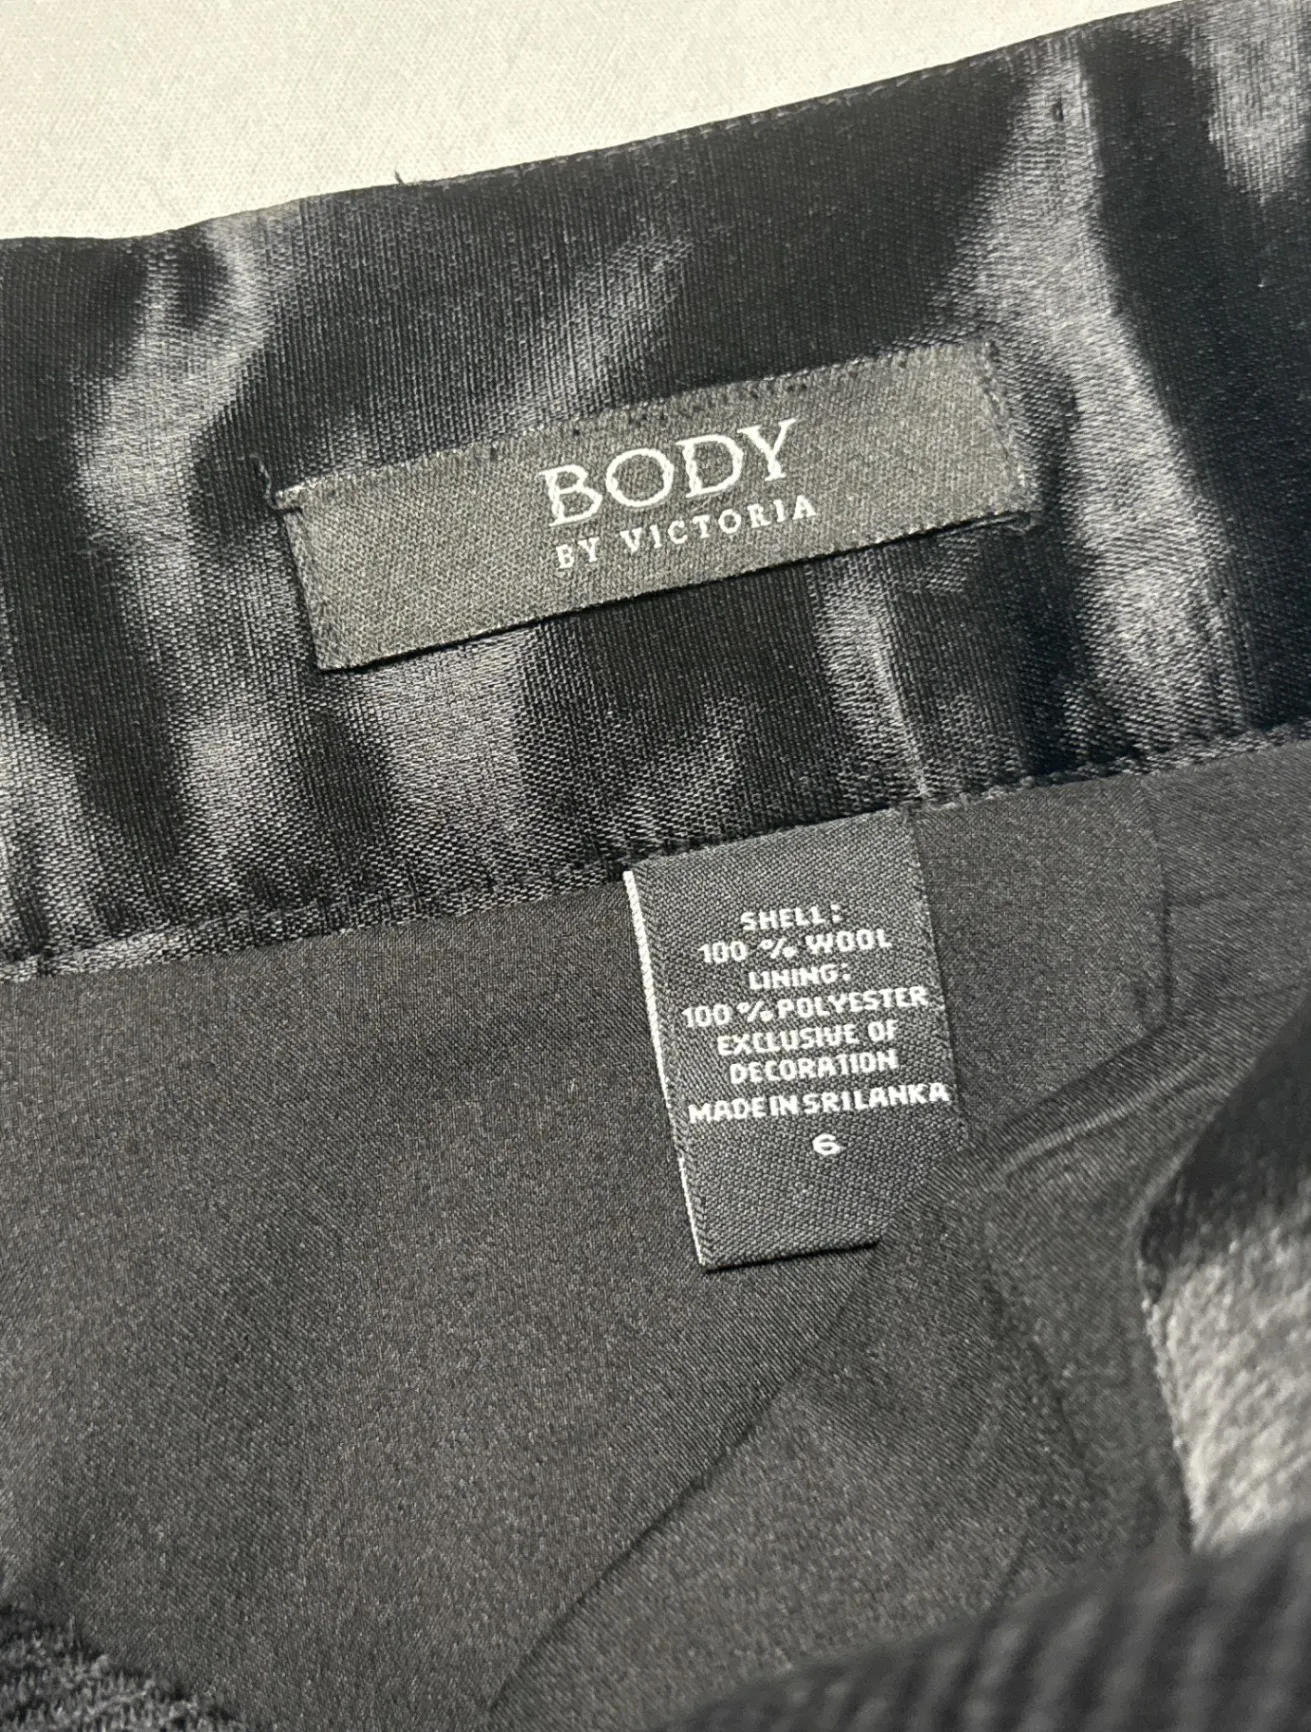 BODY
BY VICTORIA
SHELL:
100 % WOOL
LINING:
100 % POLYESTER
EXCLUSIVE OF
DECORATION
MADE IN SRI LANKA
6